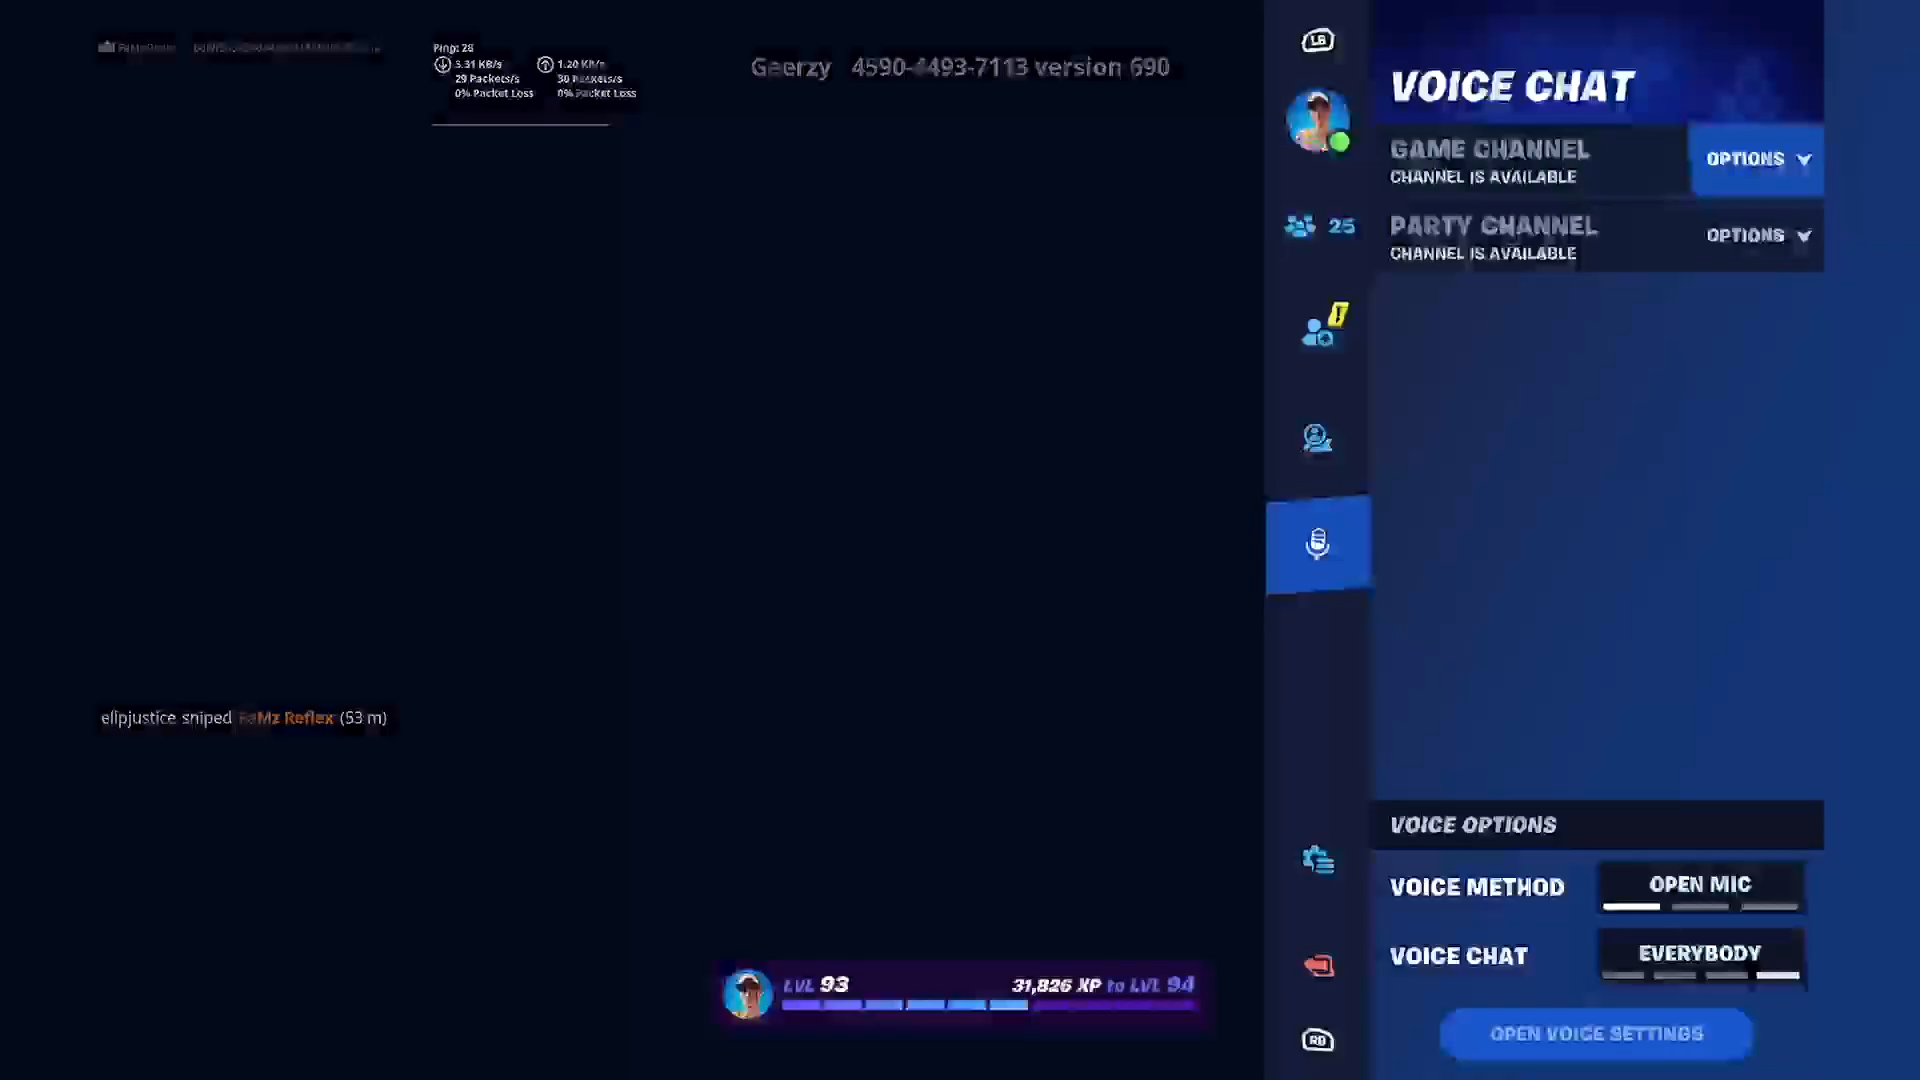 Ping: 28
3.31 KB/s
1.20 KB/s
29 Packets/s
30 Packets/s
0% Packet Loss
0% Packet Loss
Geerzy 4590-4493-7113 version 690
LB
VOICE CHAT
GAME CHANNEL
CHANNEL IS AVAILABLE
OPTIONS
25
PARTY CHANNEL
CHANNEL IS AVAILABLE
OPTIONS
ellpjustice sniped FaMz Reflex (53 m)
VOICE OPTIONS
VOICE METHOD
OPEN MIC
VOICE CHAT
EVERYBODY
LVL 93
31,826 XP to LVL 94
OPEN VOICE SETTINGS
RB